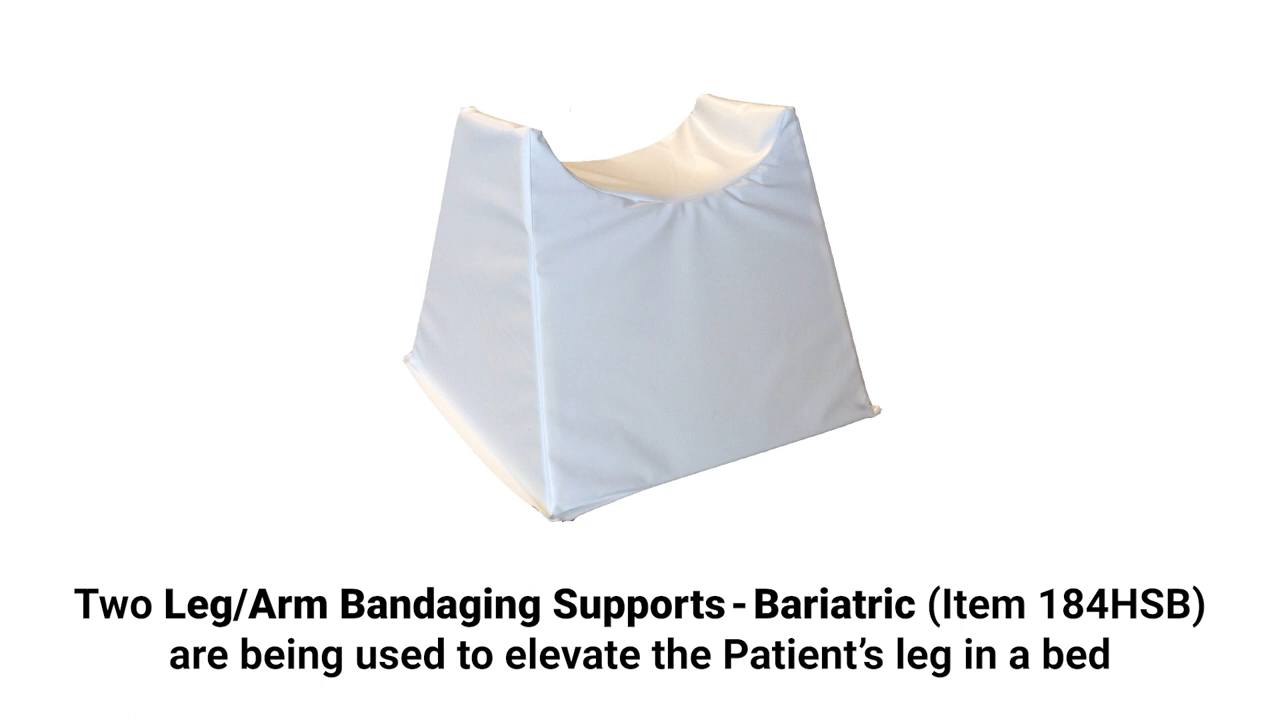 Two Leg/Arm Bandaging Supports - Bariatric (Item 184HSB)
are being used to elevate the Patient’s leg in a bed